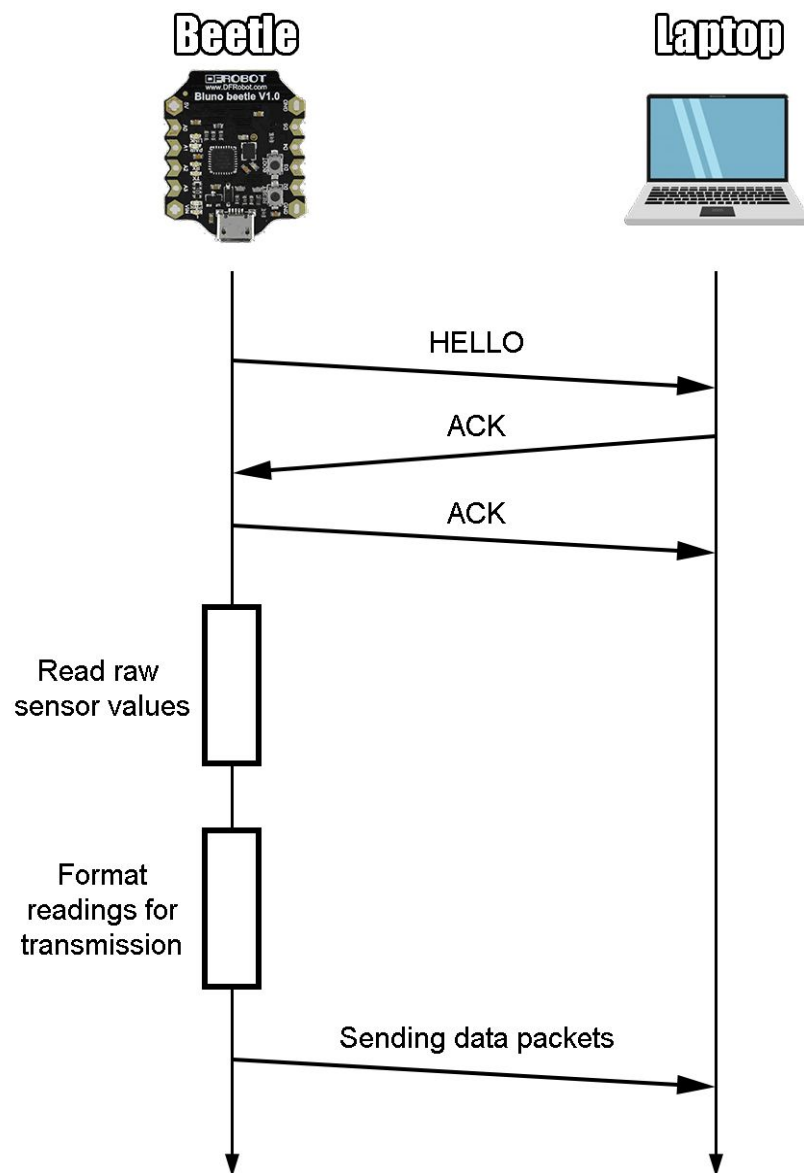 Beetle
Laptop
DFROBOT
www.DFRobot.com
Bluno beetle V1.0
HELLO
ACK
ACK
Read raw
sensor values
Format
readings for
transmission
Sending data packets